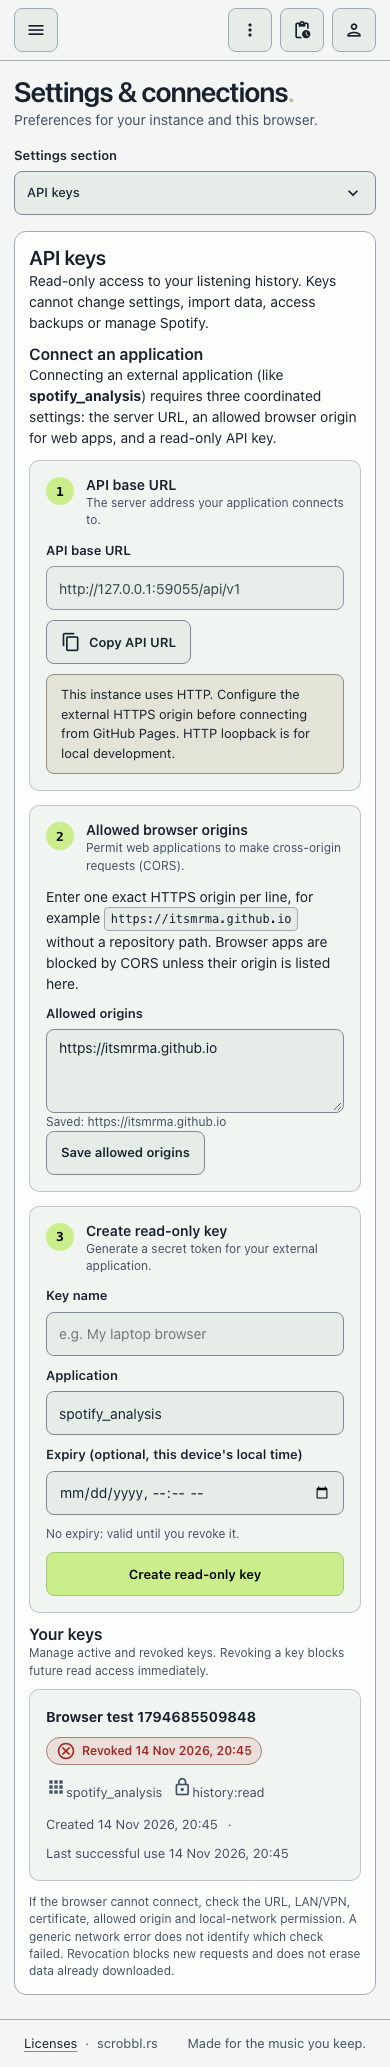 Settings & connections.
Preferences for your instance and this browser.
Settings section
API keys
API keys
Read-only access to your listening history. Keys
cannot change settings, import data, access
backups or manage Spotify.
Connect an application
Connecting an external application (like
spotify_analysis) requires three coordinated
settings: the server URL, an allowed browser origin
for web apps, and a read-only API key.
1
API base URL
The server address your application connects
to.
API base URL
http://127.0.0.1:59055/api/v1
Copy API URL
This instance uses HTTP. Configure the
external HTTPS origin before connecting
from GitHub Pages. HTTP loopback is for
local development.
2
Allowed browser origins
Permit web applications to make cross-origin
requests (CORS).
Enter one exact HTTPS origin per line, for
example https://itsmrma.github.io
without a repository path. Browser apps are
blocked by CORS unless their origin is listed
here.
Allowed origins
https://itsmrma.github.io
Saved: https://itsmrma.github.io
Save allowed origins
3
Create read-only key
Generate a secret token for your external
application.
Key name
e.g. My laptop browser
Application
spotify_analysis
Expiry (optional, this device's local time)
mm/dd/yyyy, --:-- --
No expiry: valid until you revoke it.
Create read-only key
Your keys
Manage active and revoked keys. Revoking a key blocks
future read access immediately.
Browser test 1794685509848
Revoked 14 Nov 2026, 20:45
spotify_analysis history:read
Created 14 Nov 2026, 20:45 ·
Last successful use 14 Nov 2026, 20:45
If the browser cannot connect, check the URL, LAN/VPN,
certificate, allowed origin and local-network permission. A
generic network error does not identify which check
failed. Revocation blocks new requests and does not erase
data already downloaded.
Licenses · scrobbl.rs Made for the music you keep.